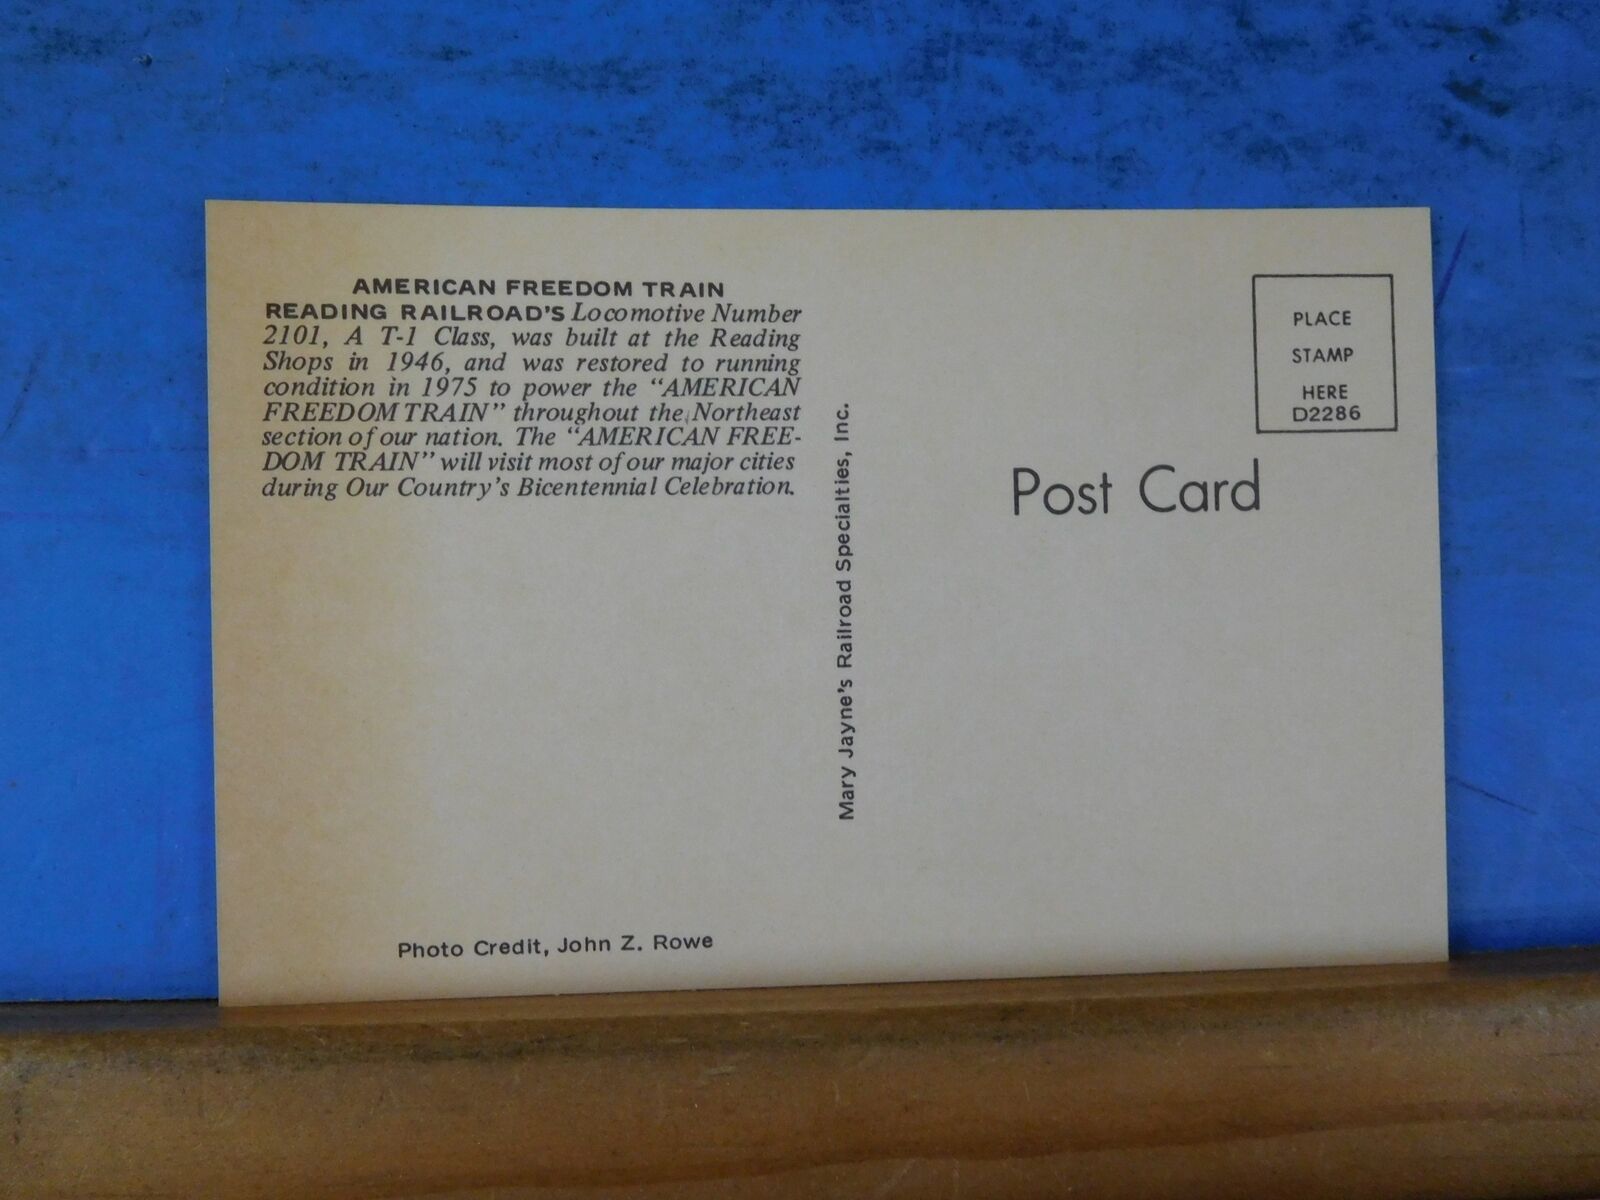 AMERICAN FREEDOM TRAIN
READING RAILROAD'S Locomotive Number
2101, A T-1 Class, was built at the Reading
Shops in 1946, and was restored to running
condition in 1975 to power the “AMERICAN
FREEDOM TRAIN” throughout the Northeast
section of our nation. The “AMERICAN FREE-
DOM TRAIN” will visit most of our major cities
during Our Country's Bicentennial Celebration.
Photo Credit, John Z. Rowe
Mary Jayne's Railroad Specialties, Inc.
PLACE
STAMP
HERE
D2286
Post Card